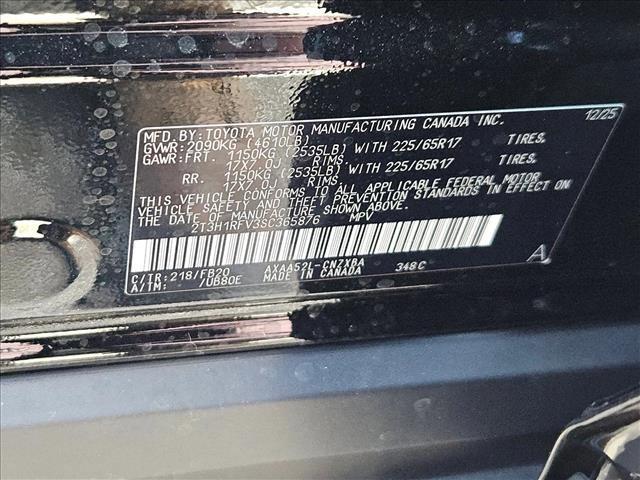 MFD. BY: TOYOTA MOTOR MANUFACTURING CANADA INC. 12/25
GVWR: 2090KG (4610LB)
GAWR: FRT. 1150KG (2535LB) WITH 225/65R17 TIRES,
17X7.0J RIMS,
RR. 1150KG (2535LB) WITH 225/65R17 TIRES,
17X7.0J RIMS,
THIS VEHICLE CONFORMS TO ALL APPLICABLE FEDERAL MOTOR
VEHICLE SAFETY AND THEFT PREVENTION STANDARDS IN EFFECT ON
THE DATE OF MANUFACTURE SHOWN ABOVE.
2T3H1RFV3SC365876 MPV
C/TR: 218/FB20 AXAA52L-CNZXBA 348C A
A/TM: /UB80E MADE IN CANADA